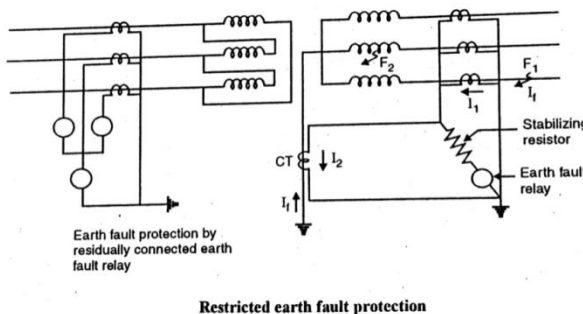 F2
F1
If
I1
Stabilizing
resistor
CT
I2
Earth fault
relay
If
Earth fault protection by
residually connected earth
fault relay
Restricted earth fault protection